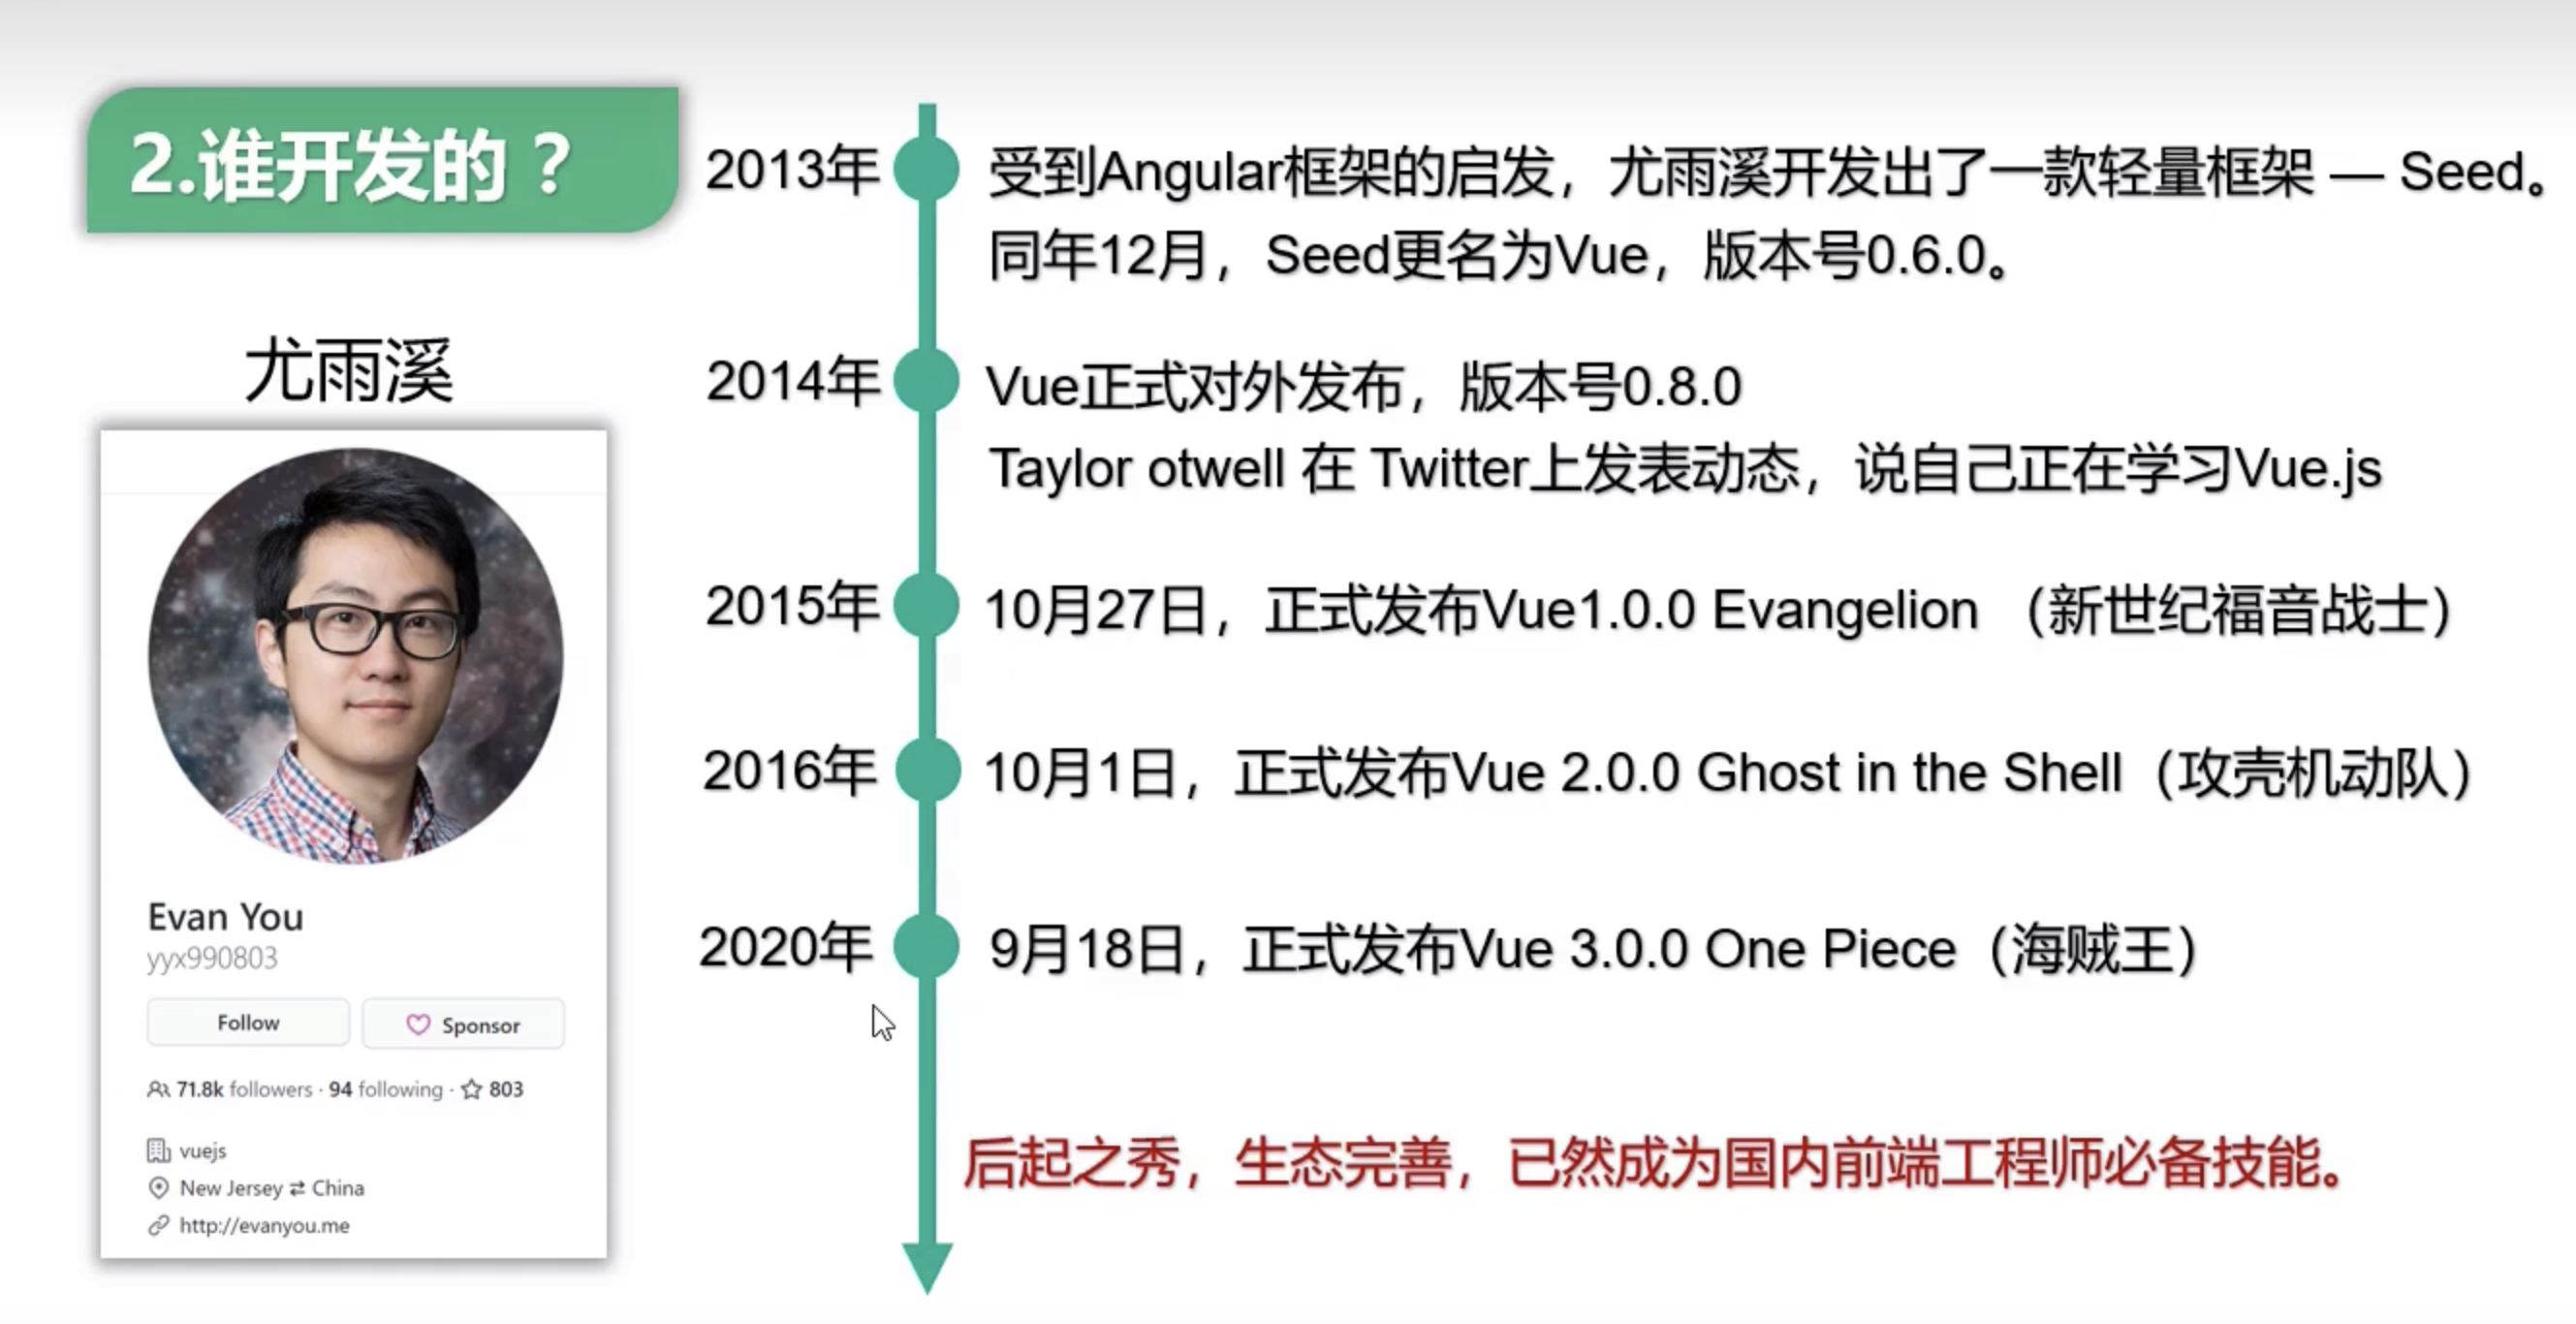 2.谁开发的？
尤雨溪
Evan You
yyx990803
Follow
Sponsor
71.8k followers · 94 following · 803
vuejs
New Jersey ⇄ China
http://evanyou.me
2013年
受到Angular框架的启发，尤雨溪开发出了一款轻量框架 — Seed。
同年12月，Seed更名为Vue，版本号0.6.0。
2014年
Vue正式对外发布，版本号0.8.0
Taylor otwell 在 Twitter上发表动态，说自己正在学习Vue.js
2015年
10月27日，正式发布Vue1.0.0 Evangelion （新世纪福音战士）
2016年
10月1日，正式发布Vue 2.0.0 Ghost in the Shell（攻壳机动队）
2020年
9月18日，正式发布Vue 3.0.0 One Piece（海贼王）
后起之秀，生态完善，已然成为国内前端工程师必备技能。